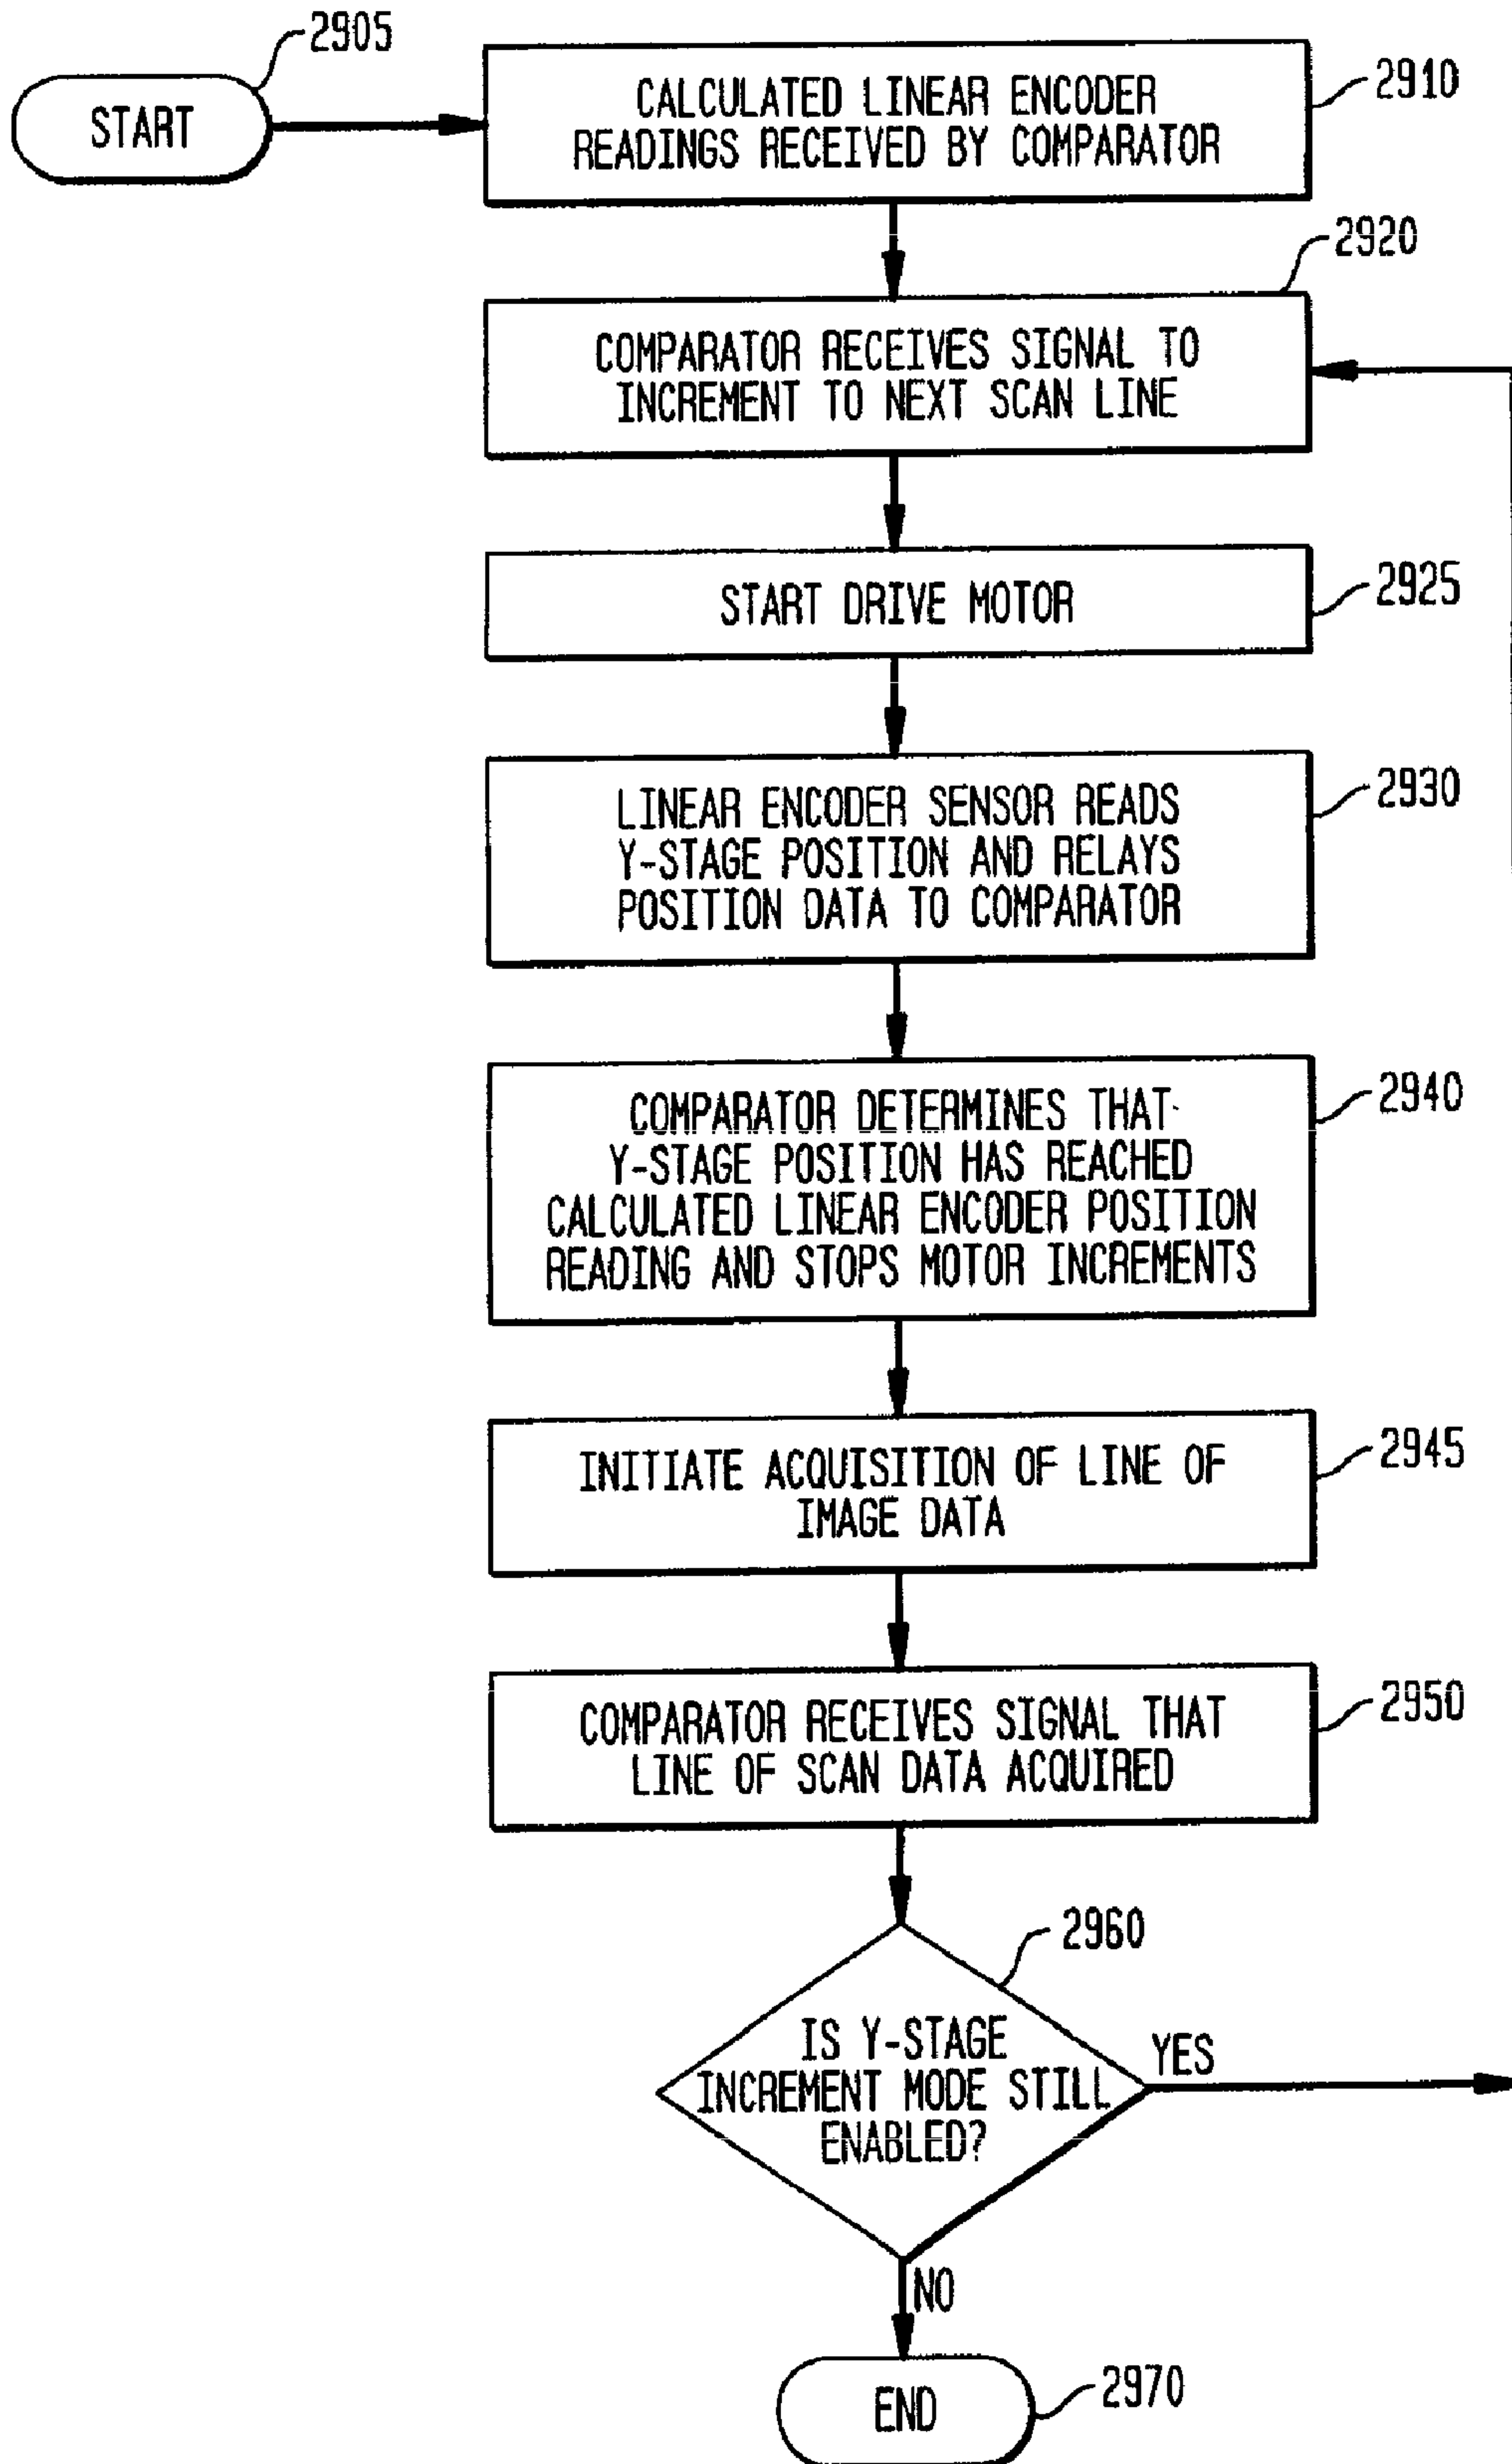 2905
START
CALCULATED LINEAR ENCODER
READINGS RECEIVED BY COMPARATOR
2910
2920
COMPARATOR RECEIVES SIGNAL TO
INCREMENT TO NEXT SCAN LINE
START DRIVE MOTOR
2925
LINEAR ENCODER SENSOR READS
Y-STAGE POSITION AND RELAYS
POSITION DATA TO COMPARATOR
2930
COMPARATOR DETERMINES THAT
Y-STAGE POSITION HAS REACHED
CALCULATED LINEAR ENCODER POSITION
READING AND STOPS MOTOR INCREMENTS
2940
INITIATE ACQUISITION OF LINE OF
IMAGE DATA
2945
COMPARATOR RECEIVES SIGNAL THAT
LINE OF SCAN DATA ACQUIRED
2950
2960
IS Y-STAGE
INCREMENT MODE STILL
ENABLED?
YES
NO
END
2970